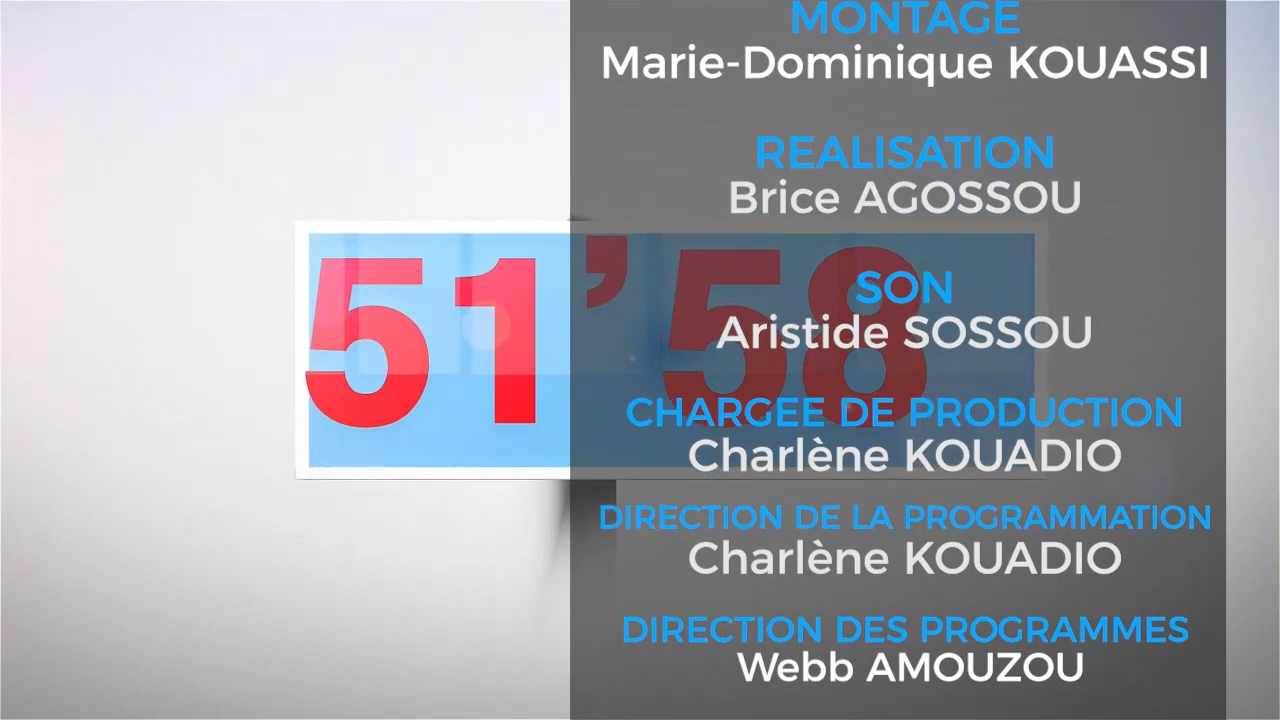 51’58
MONTAGE
Marie-Dominique KOUASSI
REALISATION
Brice AGOSSOU
SON
Aristide SOSSOU
CHARGEE DE PRODUCTION
Charlène KOUADIO
DIRECTION DE LA PROGRAMMATION
Charlène KOUADIO
DIRECTION DES PROGRAMMES
Webb AMOUZOU